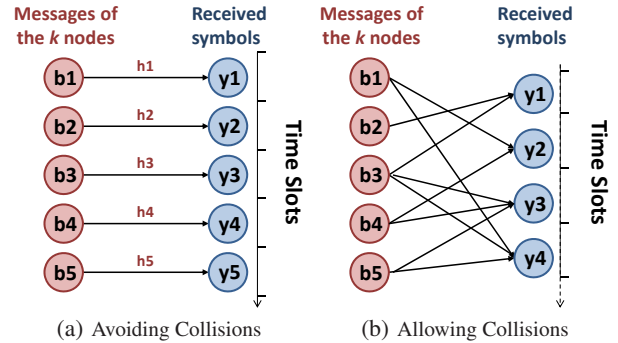 Messages of
the k nodes
Received
symbols
b1
h1
y1
b2
h2
y2
b3
h3
y3
b4
h4
y4
b5
h5
y5
Time Slots
(a) Avoiding Collisions
Messages of
the k nodes
Received
symbols
b1
b2
b3
b4
b5
y1
y2
y3
y4
Time Slots
(b) Allowing Collisions